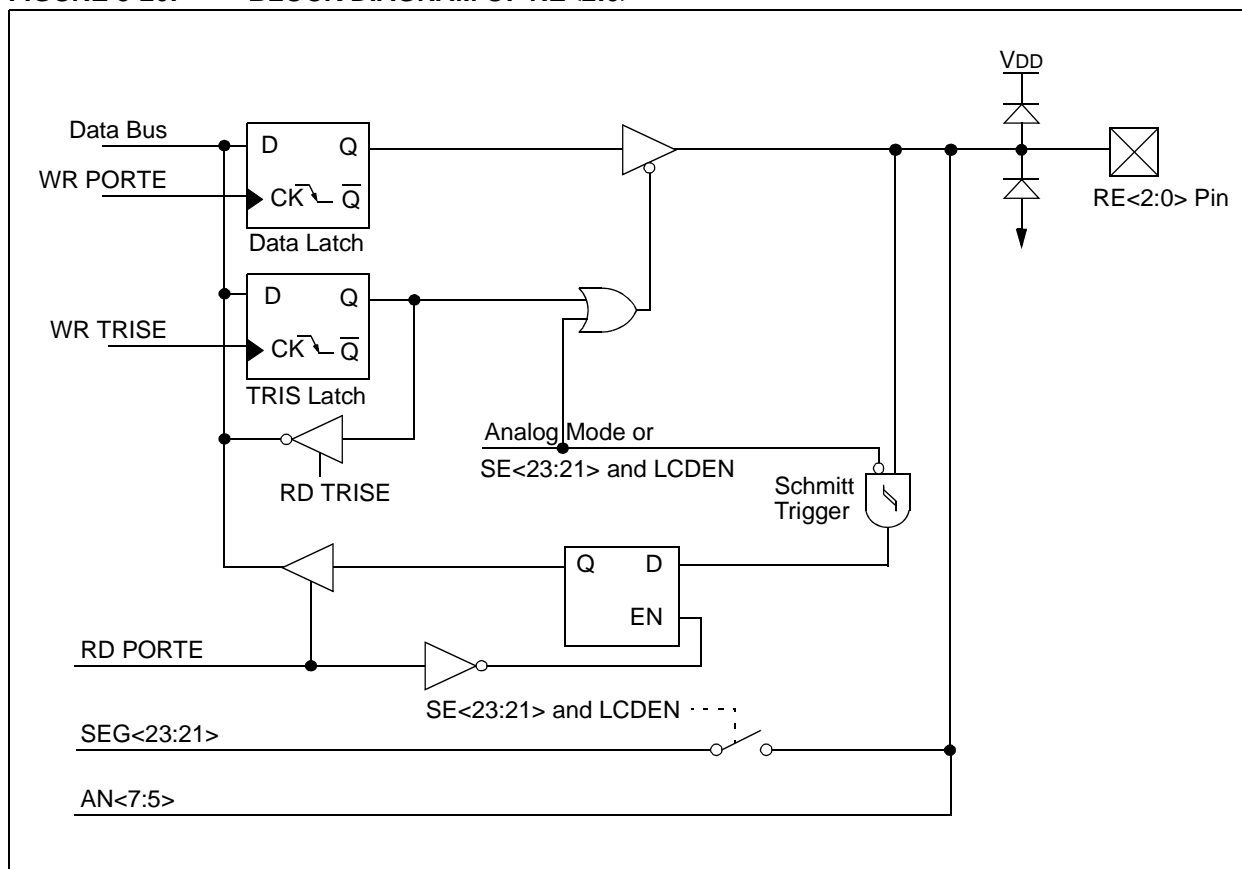 VDD
Data Bus
D Q
WR PORTE
CK Q
RE<2:0> Pin
Data Latch
D Q
WR TRISE
CK Q
TRIS Latch
Analog Mode or
SE<23:21> and LCDEN
RD TRISE
Schmitt
Trigger
Q D
EN
RD PORTE
SE<23:21> and LCDEN
SEG<23:21>
AN<7:5>